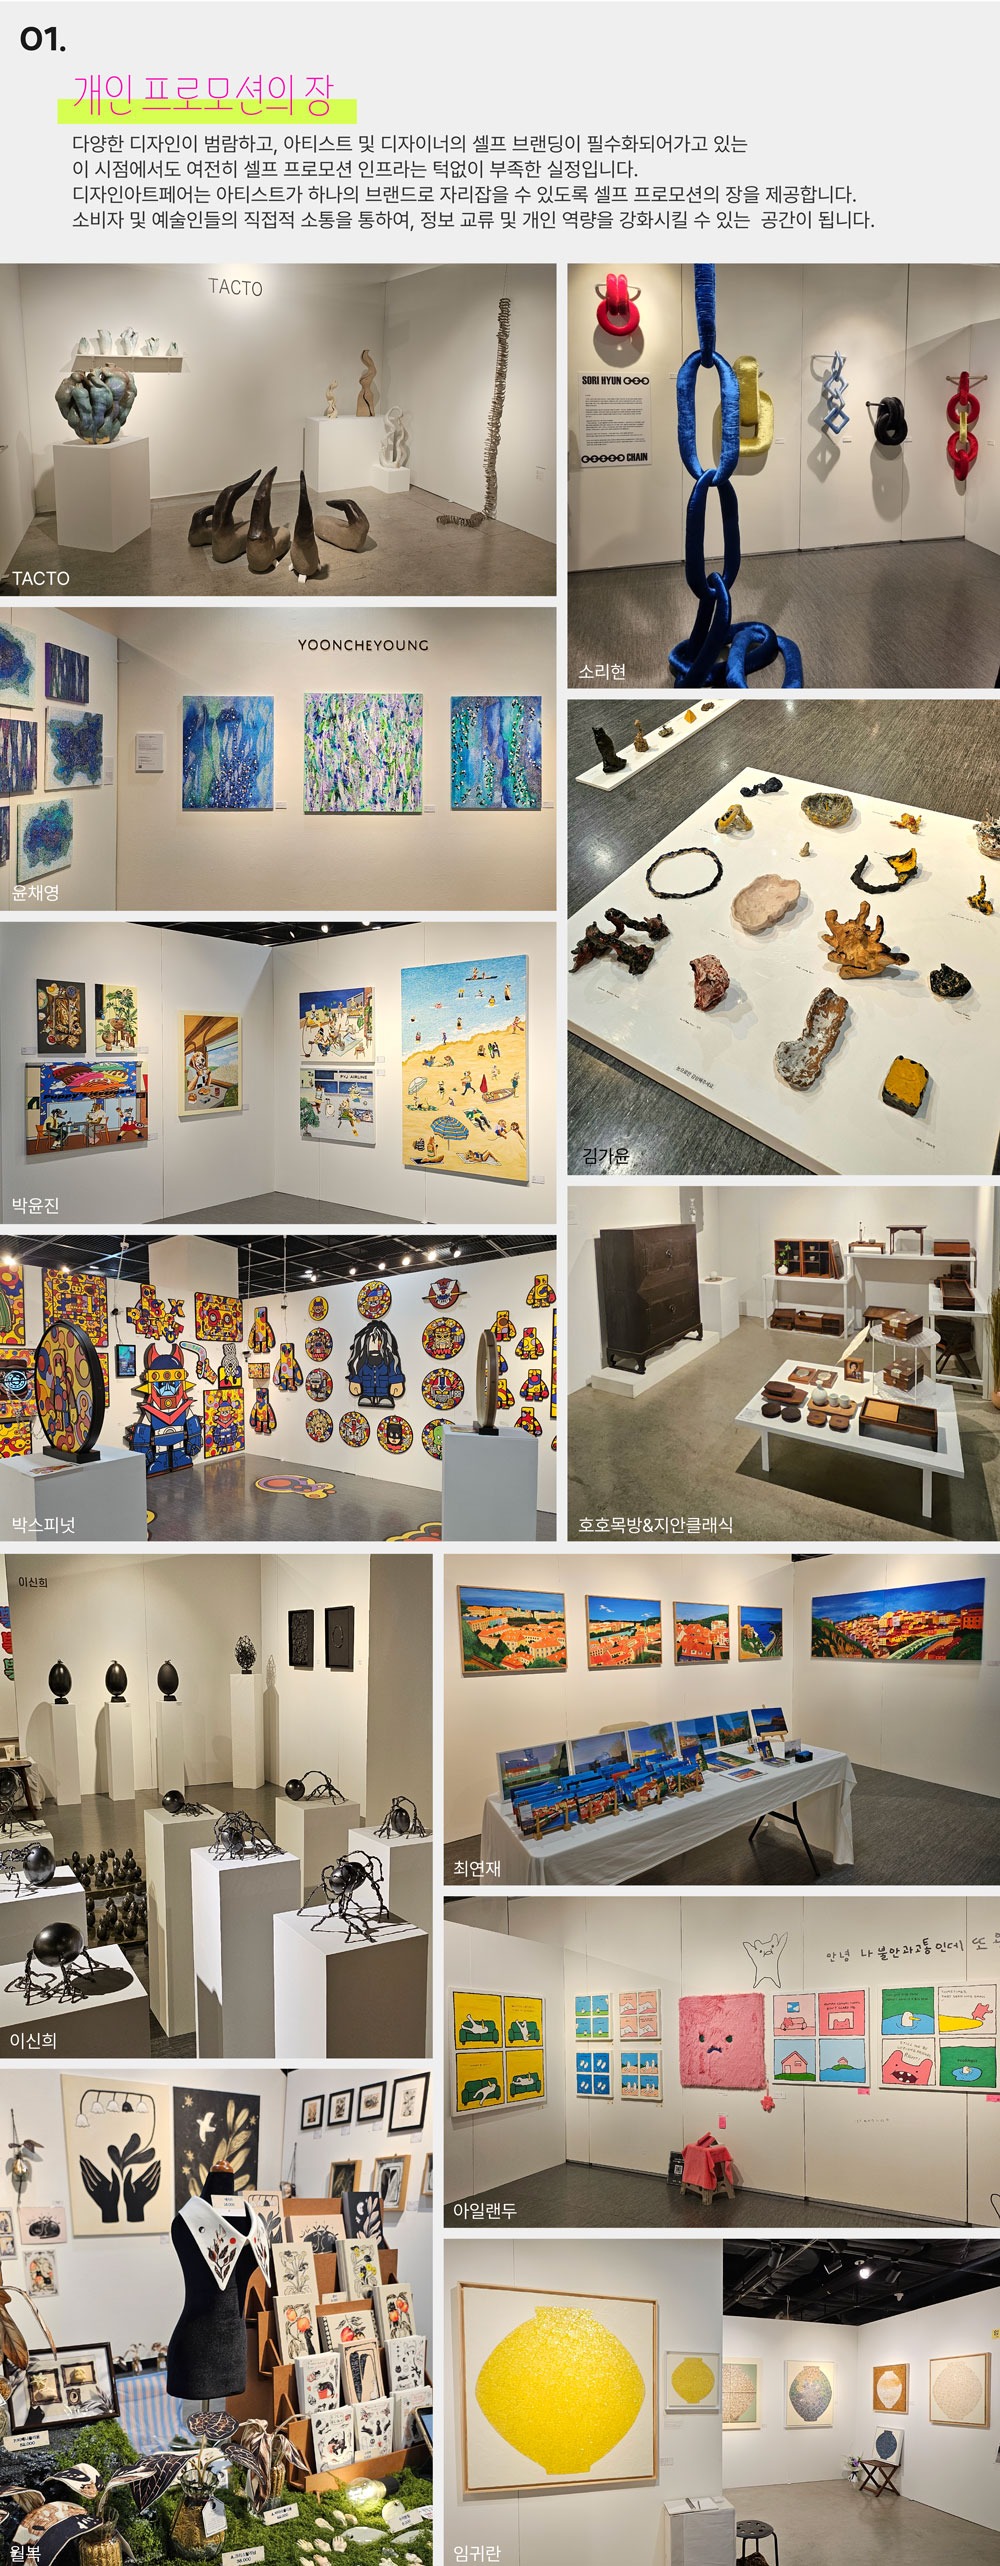 01.
개인 프로모션의 장
다양한 디자인이 범람하고, 아티스트 및 디자이너의 셀프 브랜딩이 필수화되어가고 있는
이 시점에서도 여전히 셀프 프로모션 인프라는 턱없이 부족한 실정입니다.
디자인아트페어는 아티스트가 하나의 브랜드로 자리잡을 수 있도록 셀프 프로모션의 장을 제공합니다.
소비자 및 예술인들의 직접적 소통을 통하여, 정보 교류 및 개인 역량을 강화시킬 수 있는 공간이 됩니다.
TACTO
TACTO
SORI HYUN
CHAIN
소리현
YOONCHEYOUNG
윤채영
김가윤
PYJ AIRLINE
박윤진
박스피넛
호호목방&지안클래식
이신희
이신희
최연재
안녕 나 불안과고통인데 또
아일랜두
월복
임귀란